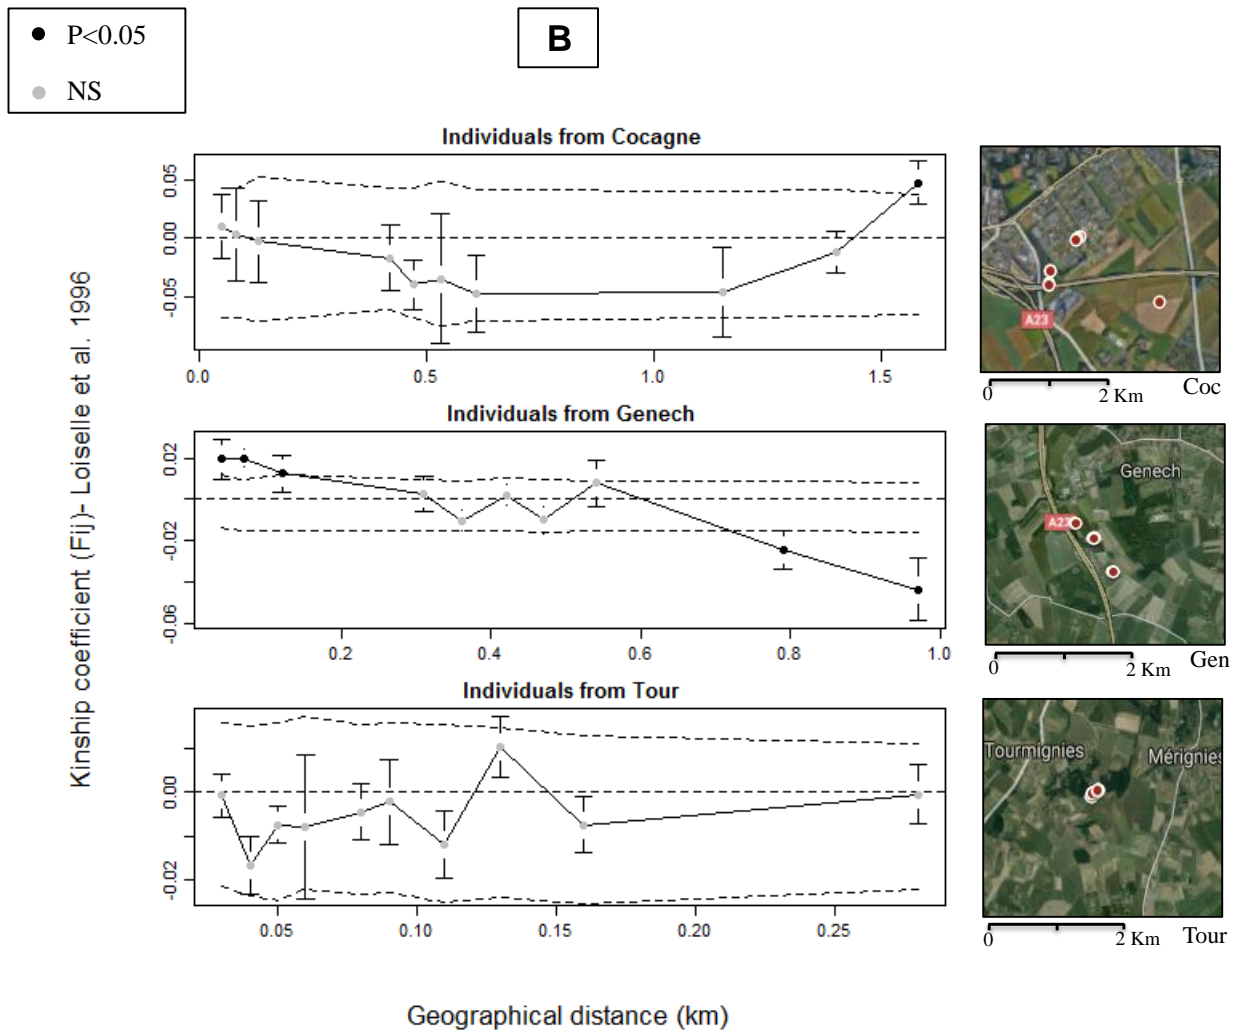 P<0.05
NS
B
Kinship coefficient (Fij)- Loiselle et al. 1996
Individuals from Cocagne
0.05
0.00
-0.05
0.0 0.5 1.0 1.5
A23
0 2 Km Coc
Individuals from Genech
0.02
-0.02
-0.06
0.2 0.4 0.6 0.8 1.0
Genech
A23
0 2 Km Gen
Individuals from Tour
0.00
-0.02
0.05 0.10 0.15 0.20 0.25
Tourmignies Mérignies
0 2 Km Tour
Geographical distance (km)